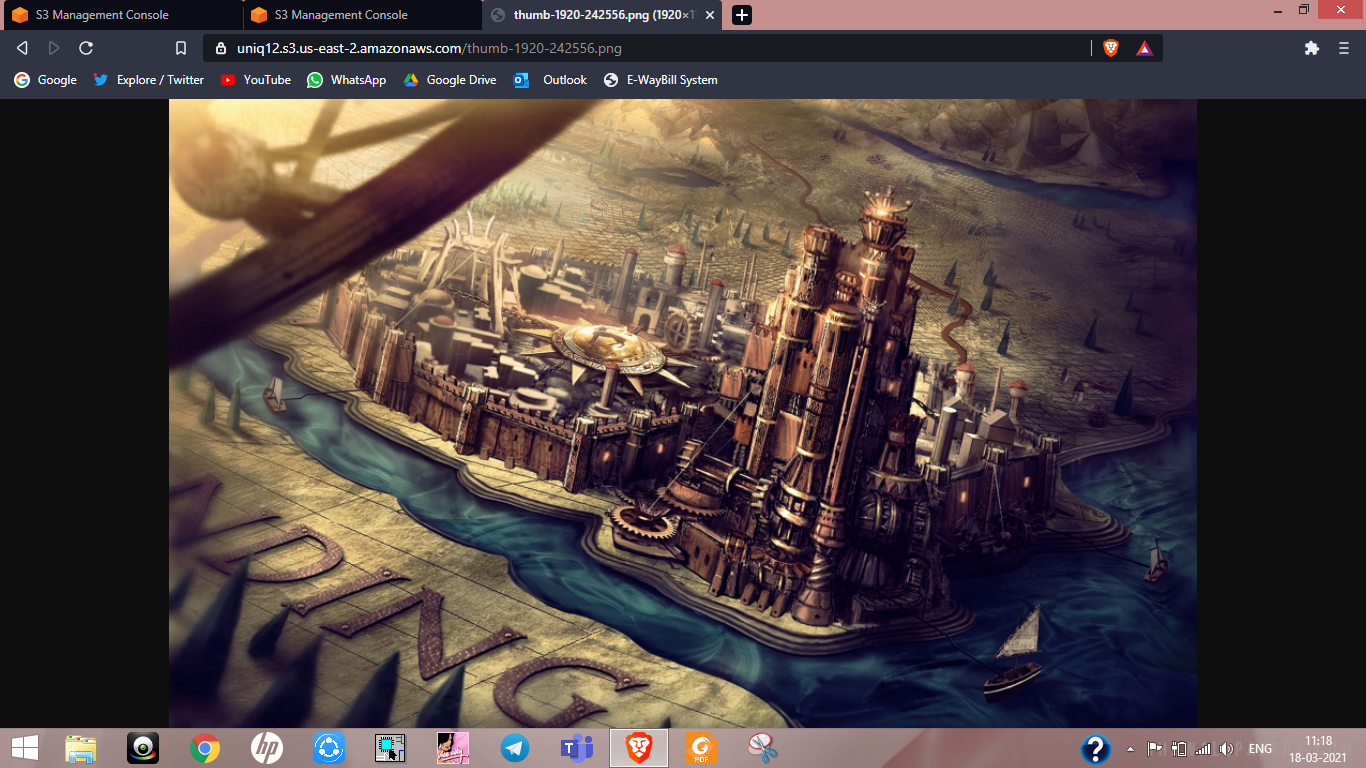 S3 Management Console
S3 Management Console
thumb-1920-242556.png (1920×1
uniq12.s3.us-east-2.amazonaws.com/thumb-1920-242556.png
Google
Explore / Twitter
YouTube
WhatsApp
Google Drive
Outlook
E-WayBill System
NDING
PDF
ENG
11:18
18-03-2021